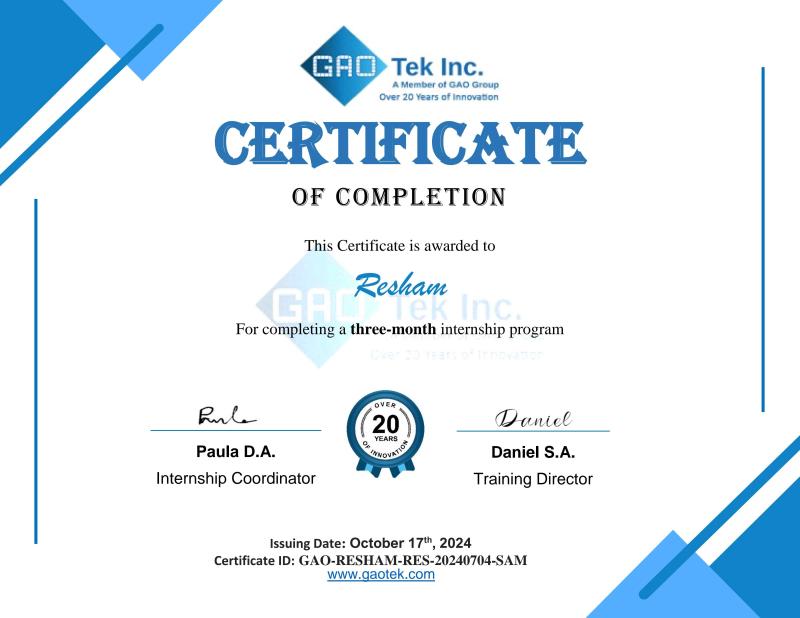 GAO Tek Inc.
A Member of GAO Group
Over 20 Years of Innovation
CERTIFICATE
OF COMPLETION
This Certificate is awarded to
Resham
GAO Tek Inc.
For completing a three-month internship program
Over 20 Years of Innovation
Paula
Daniel
OVER
20
YEARS
OF INNOVATION
Paula D.A.
Daniel S.A.
Internship Coordinator
Training Director
Issuing Date: October 17th, 2024
Certificate ID: GAO-RESHAM-RES-20240704-SAM
www.gaotek.com